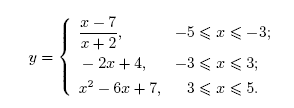 y = { (x − 7)/(x + 2), −5 ⩽ x ⩽ −3;
−2x + 4, −3 ⩽ x ⩽ 3;
x² − 6x + 7, 3 ⩽ x ⩽ 5.